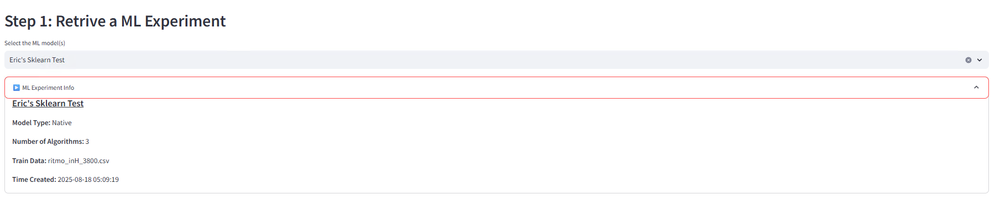 Step 1: Retrive a ML Experiment
Select the ML model(s)
Eric's Sklearn Test
ML Experiment Info
Eric's Sklearn Test
Model Type: Native
Number of Algorithms: 3
Train Data: ritmo_inH_3800.csv
Time Created: 2025-08-18 05:09:19